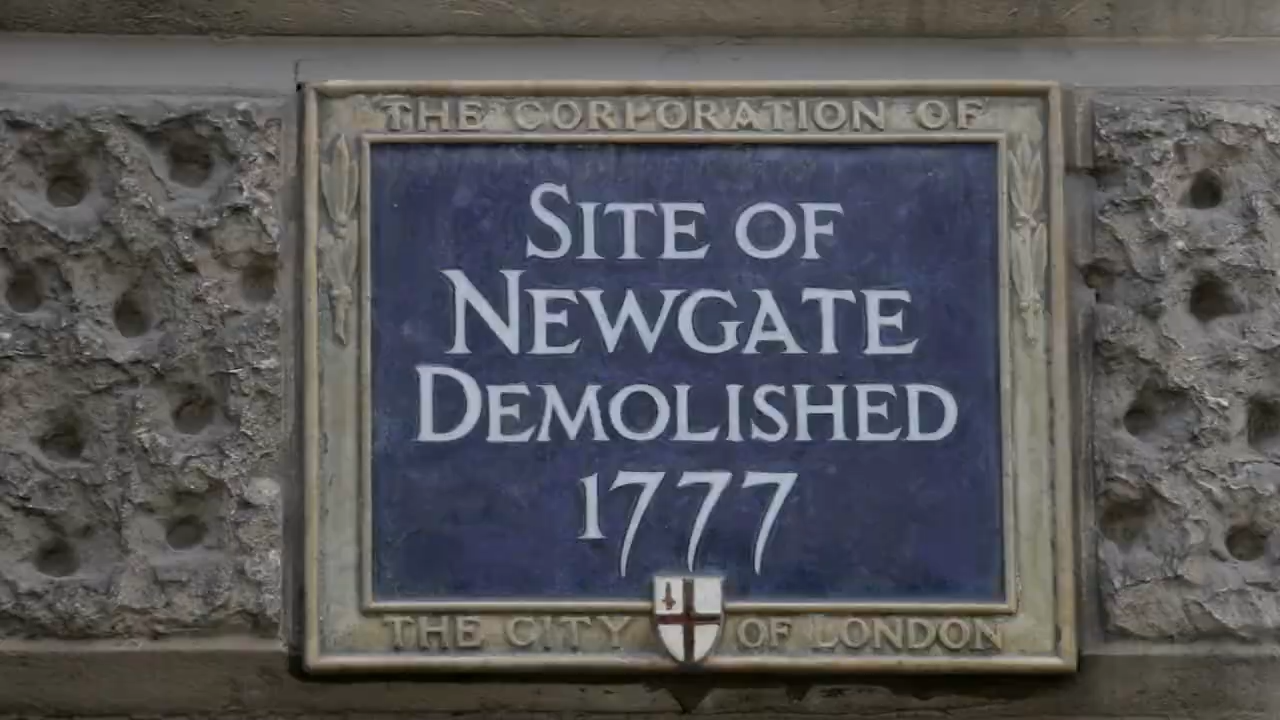 THE CORPORATION OF
SITE OF
NEWGATE
DEMOLISHED
1777
THE CITY OF LONDON